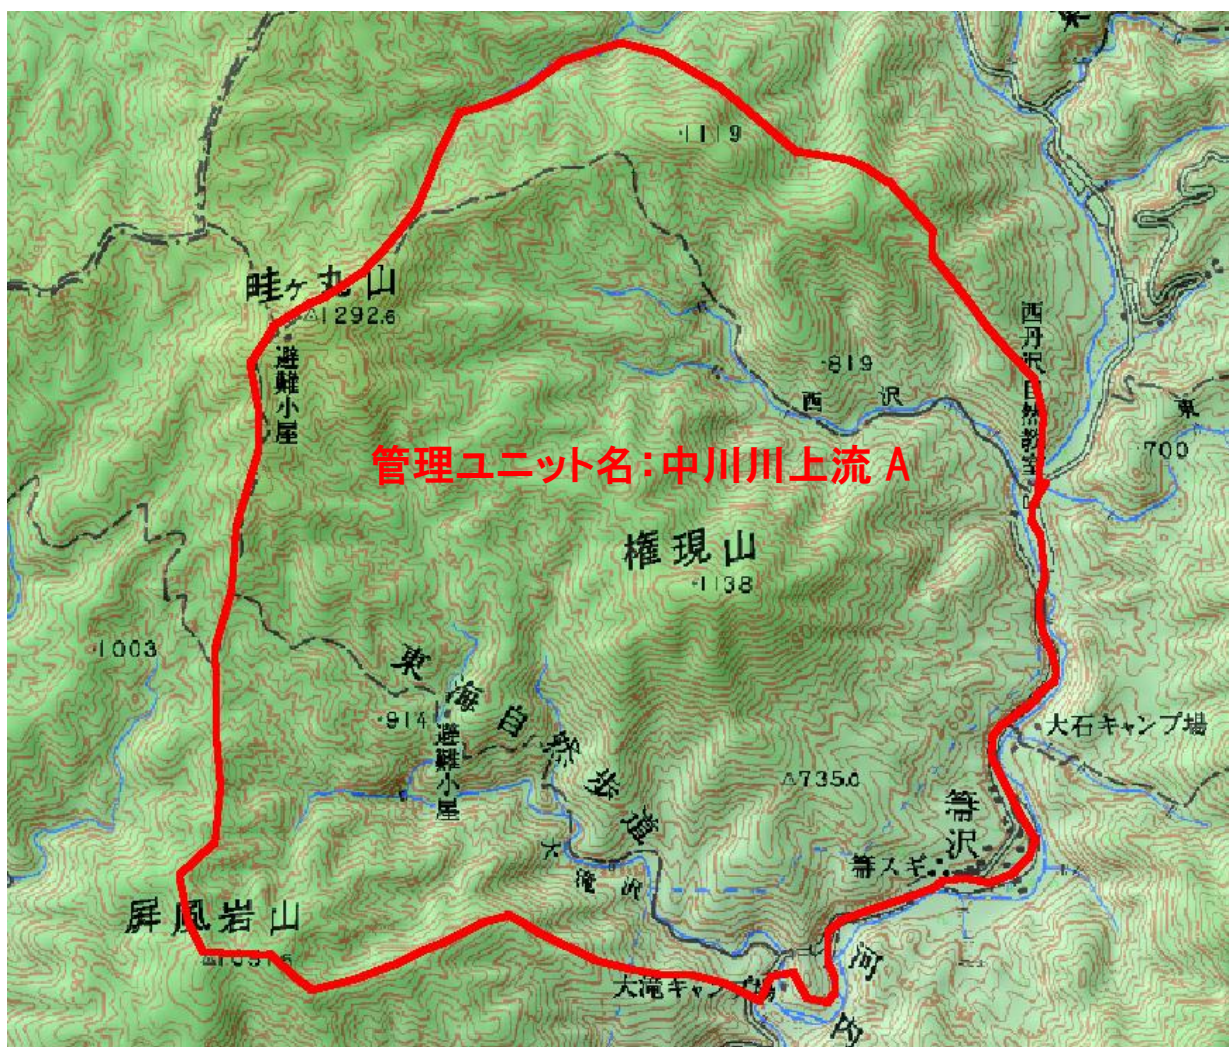 東
1119
畦ヶ丸山
1292.6
避難小屋
819
西沢
西丹沢自然教室
東
700
管理ユニット名：中川川上流 A
権現山
1138
1003
東海自然歩道
914
避難小屋
大石キャンプ場
735.0
箒沢
箒スギ
大滝沢
屏風岩山
大滝キャンプ場
河内